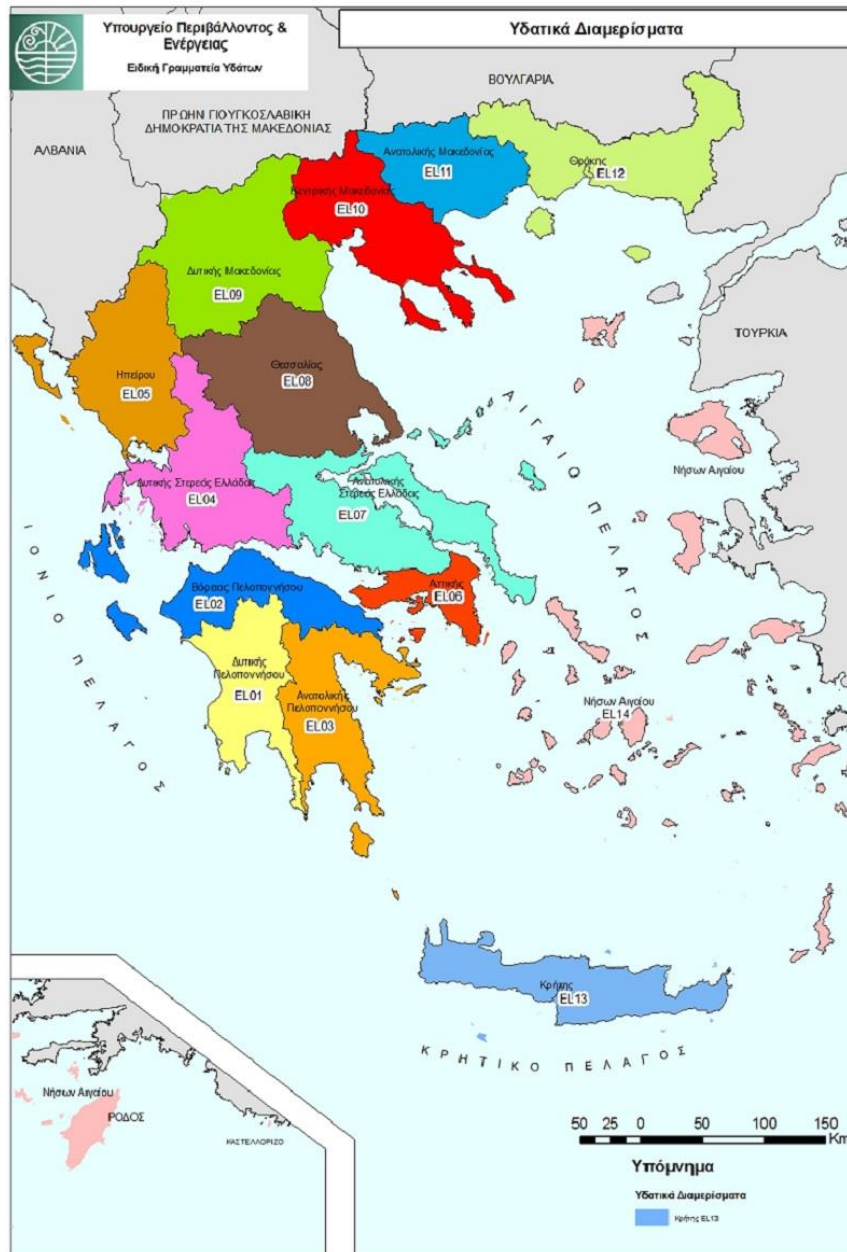 Υπουργείο Περιβάλλοντος &
Ενέργειας
Ειδική Γραμματεία Υδάτων
Υδατικά Διαμερίσματα
ΒΟΥΛΓΑΡΙΑ
ΠΡΩΗΝ ΓΙΟΥΓΚΟΣΛΑΒΙΚΗ
ΔΗΜΟΚΡΑΤΙΑ ΤΗΣ ΜΑΚΕΔΟΝΙΑΣ
ΑΛΒΑΝΙΑ
Ανατολικής Μακεδονίας
EL11
Θράκης
EL12
Κεντρικής Μακεδονίας
EL10
Δυτικής Μακεδονίας
EL09
ΤΟΥΡΚΙΑ
Ηπείρου
EL05
Θεσσαλίας
EL08
ΑΙΓΑΙΟ ΠΕΛΑΓΟΣ
Νήσων Αιγαίου
Δυτικής Στερεάς Ελλάδας
EL04
Ανατολικής
Στερεάς Ελλάδας
EL07
ΙΟΝΙΟ ΠΕΛΑΓΟΣ
Βόρειας Πελοποννήσου
EL02
Αττικής
EL06
Δυτικής
Πελοποννήσου
EL01
Ανατολικής
Πελοποννήσου
EL03
Νήσων Αιγαίου
EL14
Κρήτης
EL13
ΚΡΗΤΙΚΟ ΠΕΛΑΓΟΣ
Νήσων Αιγαίου
ΡΟΔΟΣ
ΚΑΣΤΕΛΛΟΡΙΖΟ
50 25 0 50 100 150
Km
Υπόμνημα
Υδατικά Διαμερίσματα
Κρήτης EL13